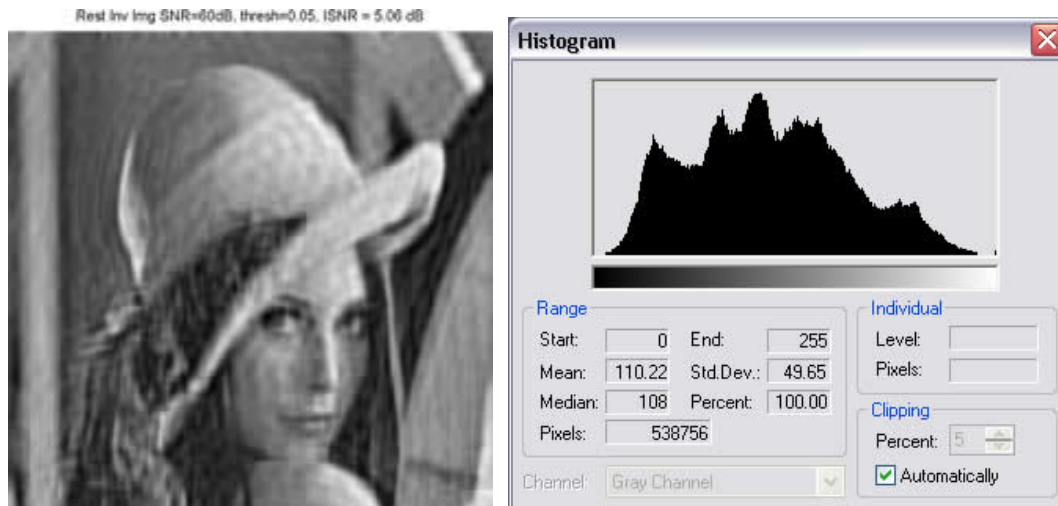 Rest Inv Img SNR=60dB, thresh=0.05, ISNR = 5.06 dB
Histogram
Range
Start: 0 End: 255
Mean: 110.22 Std.Dev.: 49.65
Median: 108 Percent: 100.00
Pixels: 538756
Individual
Level:
Pixels:
Clipping
Percent: 5
Automatically
Channel: Gray Channel